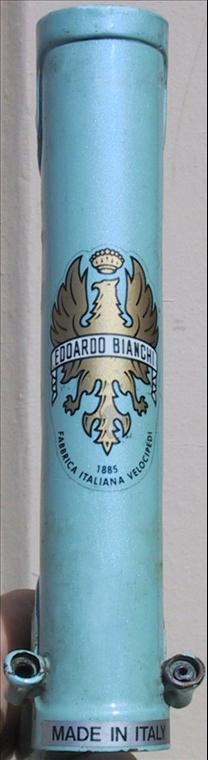 EDOARDO BIANCHI
1885
FABBRICA ITALIANA VELOCIPEDI
MADE IN ITALY